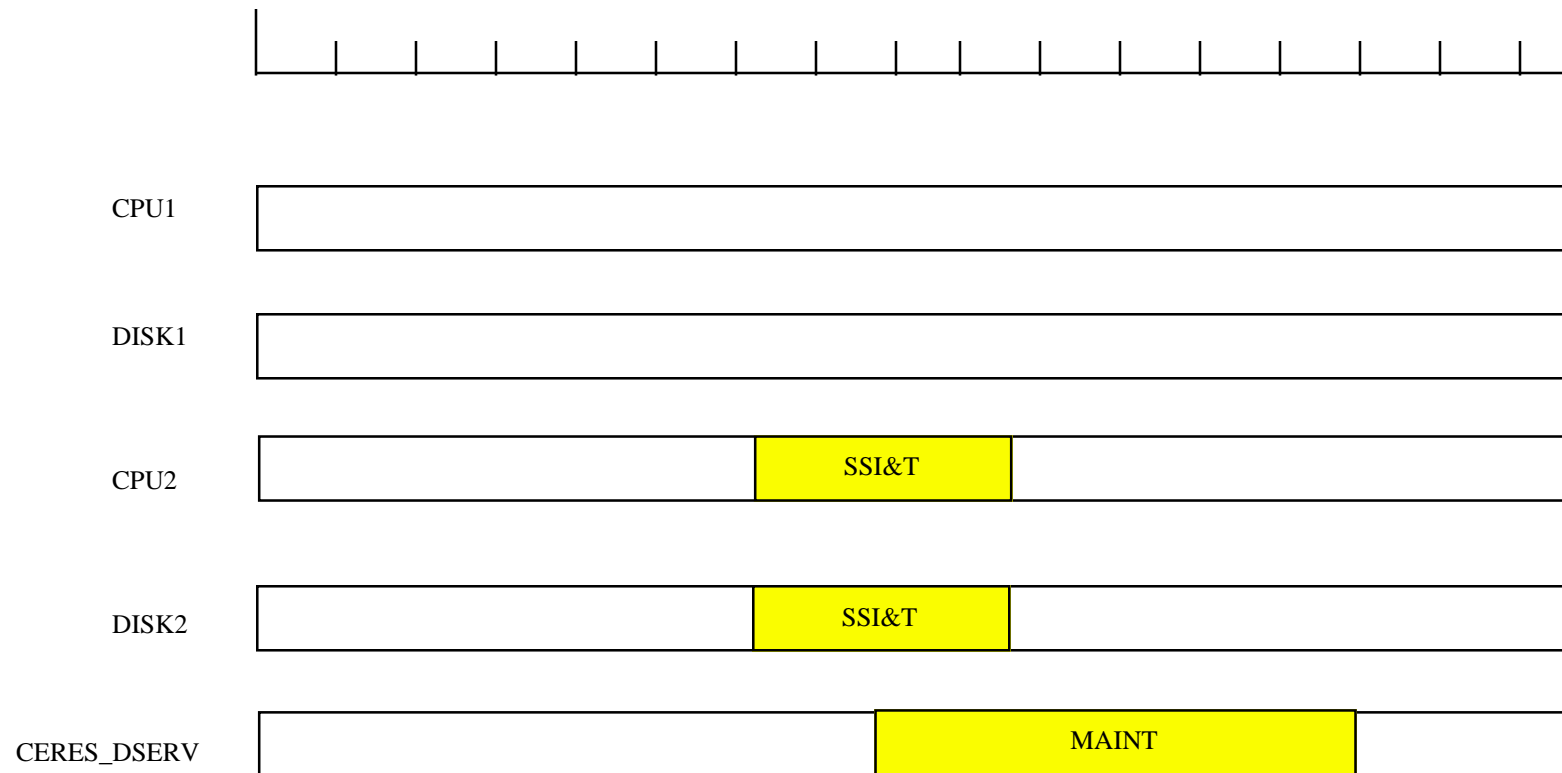 CPU1
DISK1
CPU2
SSI&T
DISK2
SSI&T
CERES_DSERV
MAINT